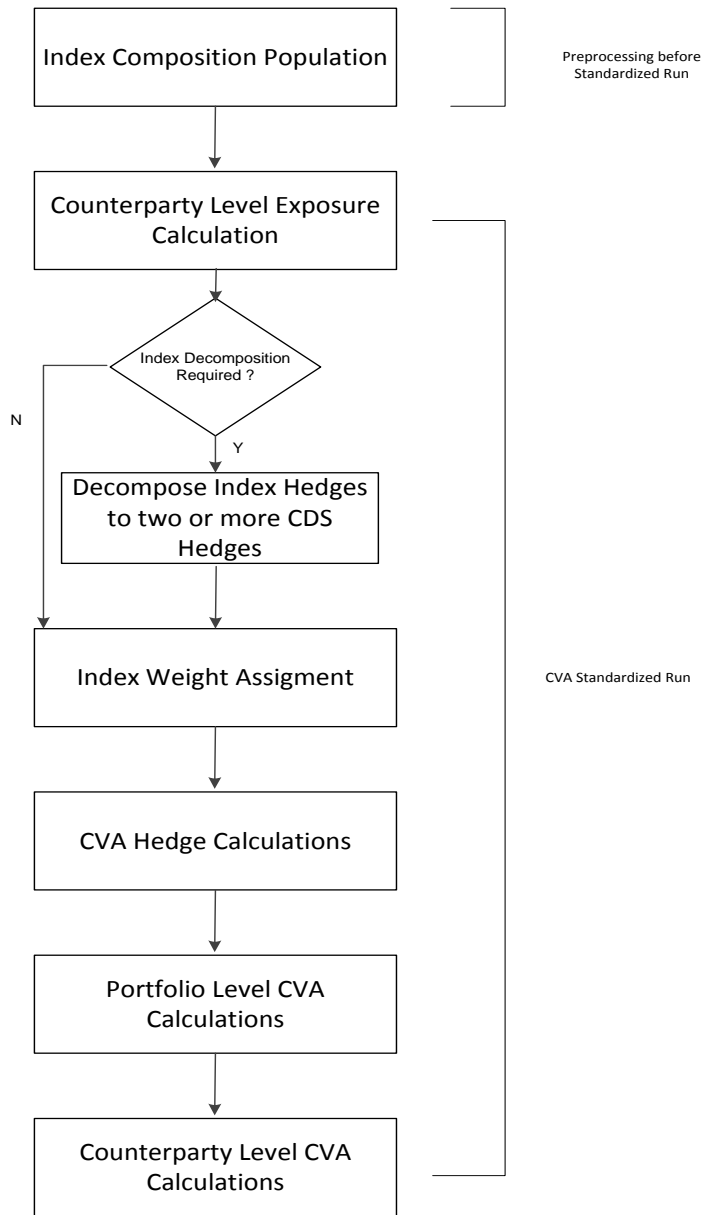 Index Composition Population
Preprocessing before
Standardized Run
Counterparty Level Exposure
Calculation
Index Decomposition
Required ?
N
Y
Decompose Index Hedges
to two or more CDS
Hedges
Index Weight Assigment
CVA Standardized Run
CVA Hedge Calculations
Portfolio Level CVA
Calculations
Counterparty Level CVA
Calculations